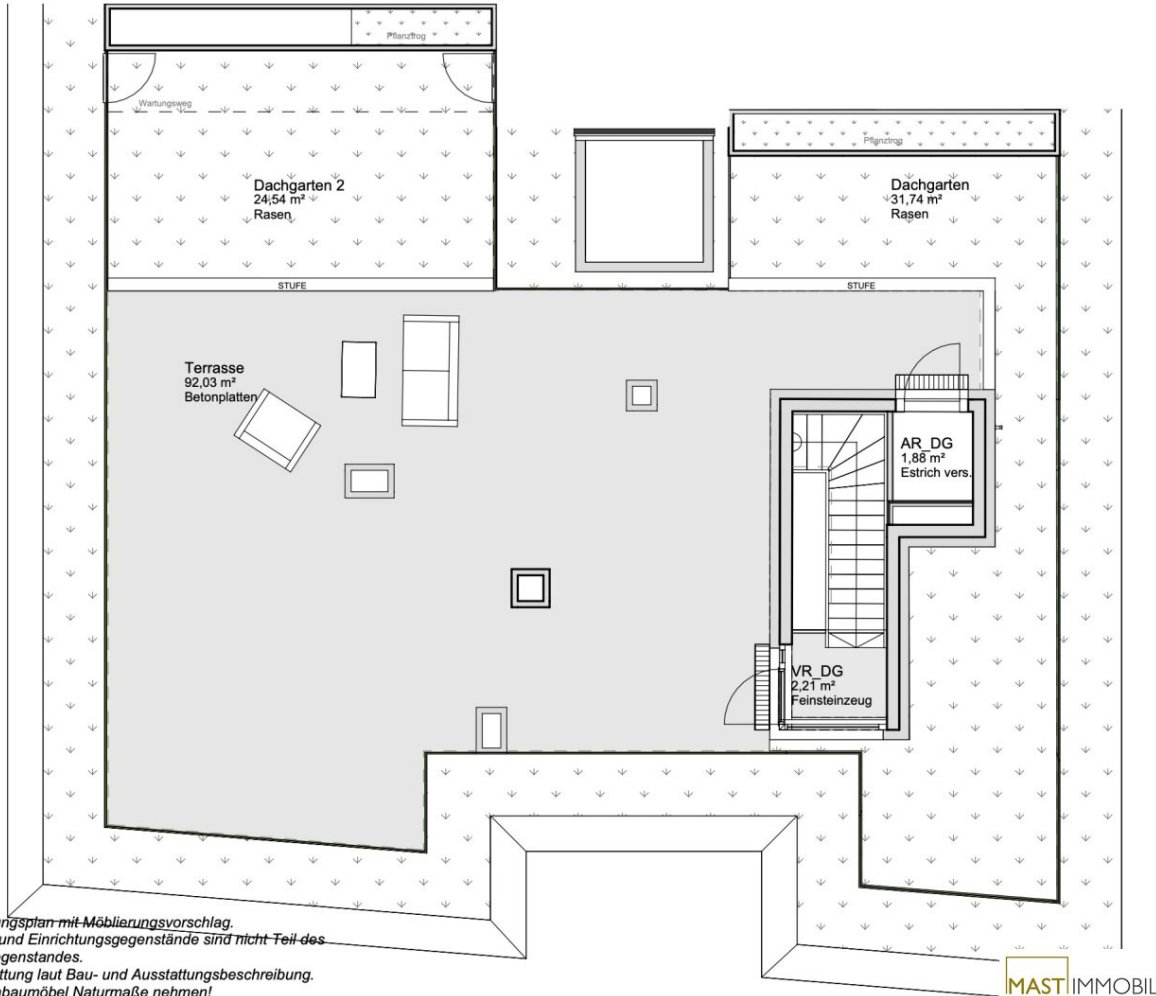 Pflanztrog
Wartungsweg
Pflanztrog
Dachgarten 2
24,54 m²
Rasen
Dachgarten
31,74 m²
Rasen
STUFE
STUFE
Terrasse
92,03 m²
Betonplatten
AR_DG
1,88 m²
Estrich vers.
VR_DG
2,21 m²
Feinsteinzeug
ngsplan mit Möblierungsvorschlag.
und Einrichtungsgegenstände sind nicht Teil des
genstandes.
ttung laut Bau- und Ausstattungsbeschreibung.
nbaumöbel Naturmaße nehmen!
MAST IMMOBIL